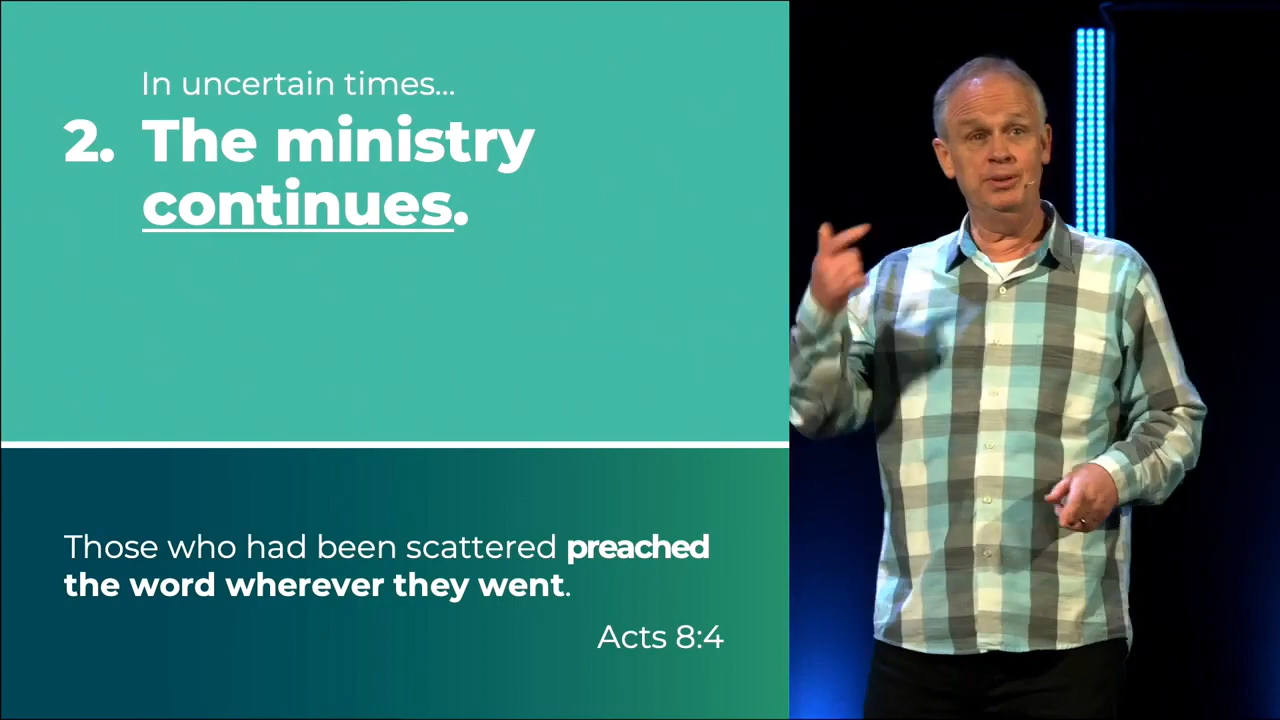 In uncertain times...
2. The ministry
continues.
Those who had been scattered preached
the word wherever they went.
Acts 8:4